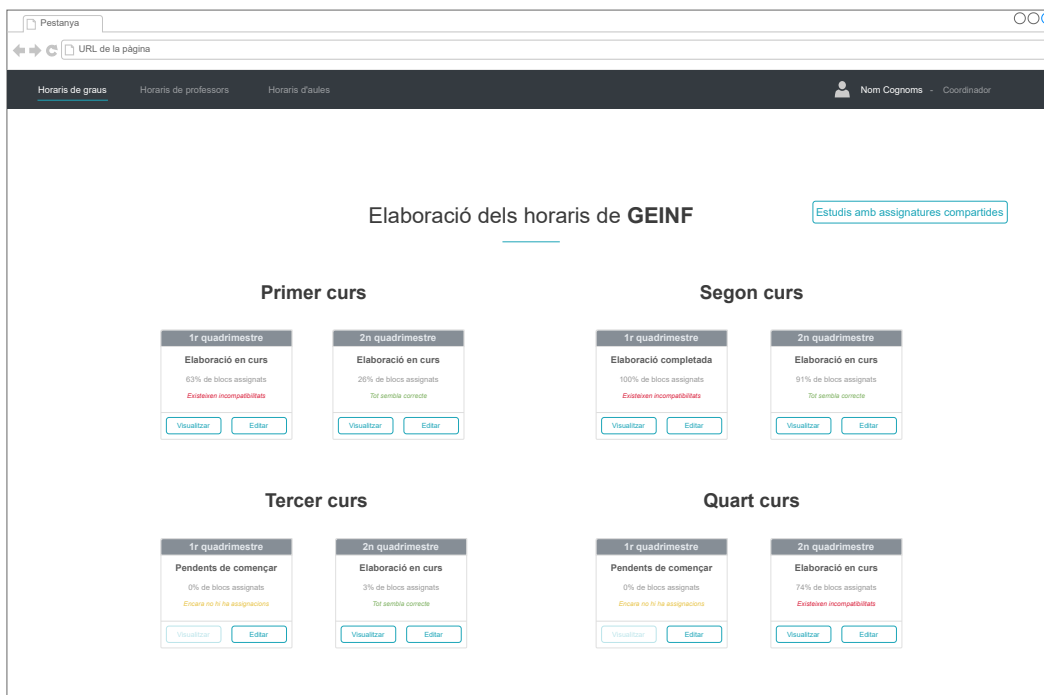 Pestanya
URL de la pàgina
Horaris de graus Horaris de professors Horaris d'aules Nom Cognoms - Coordinador
Elaboració dels horaris de GEINF
Estudis amb assignatures compartides
Primer curs
1r quadrimestre
Elaboració en curs
63% de blocs assignats
Existeixen incompatibilitats
Visualitzar Editar
2n quadrimestre
Elaboració en curs
26% de blocs assignats
Tot sembla correcte
Visualitzar Editar
Segon curs
1r quadrimestre
Elaboració completada
100% de blocs assignats
Existeixen incompatibilitats
Visualitzar Editar
2n quadrimestre
Elaboració en curs
91% de blocs assignats
Tot sembla correcte
Visualitzar Editar
Tercer curs
1r quadrimestre
Pendents de començar
0% de blocs assignats
Encara no hi ha assignacions
Visualitzar Editar
2n quadrimestre
Elaboració en curs
3% de blocs assignats
Tot sembla correcte
Visualitzar Editar
Quart curs
1r quadrimestre
Pendents de començar
0% de blocs assignats
Encara no hi ha assignacions
Visualitzar Editar
2n quadrimestre
Elaboració en curs
74% de blocs assignats
Existeixen incompatibilitats
Visualitzar Editar